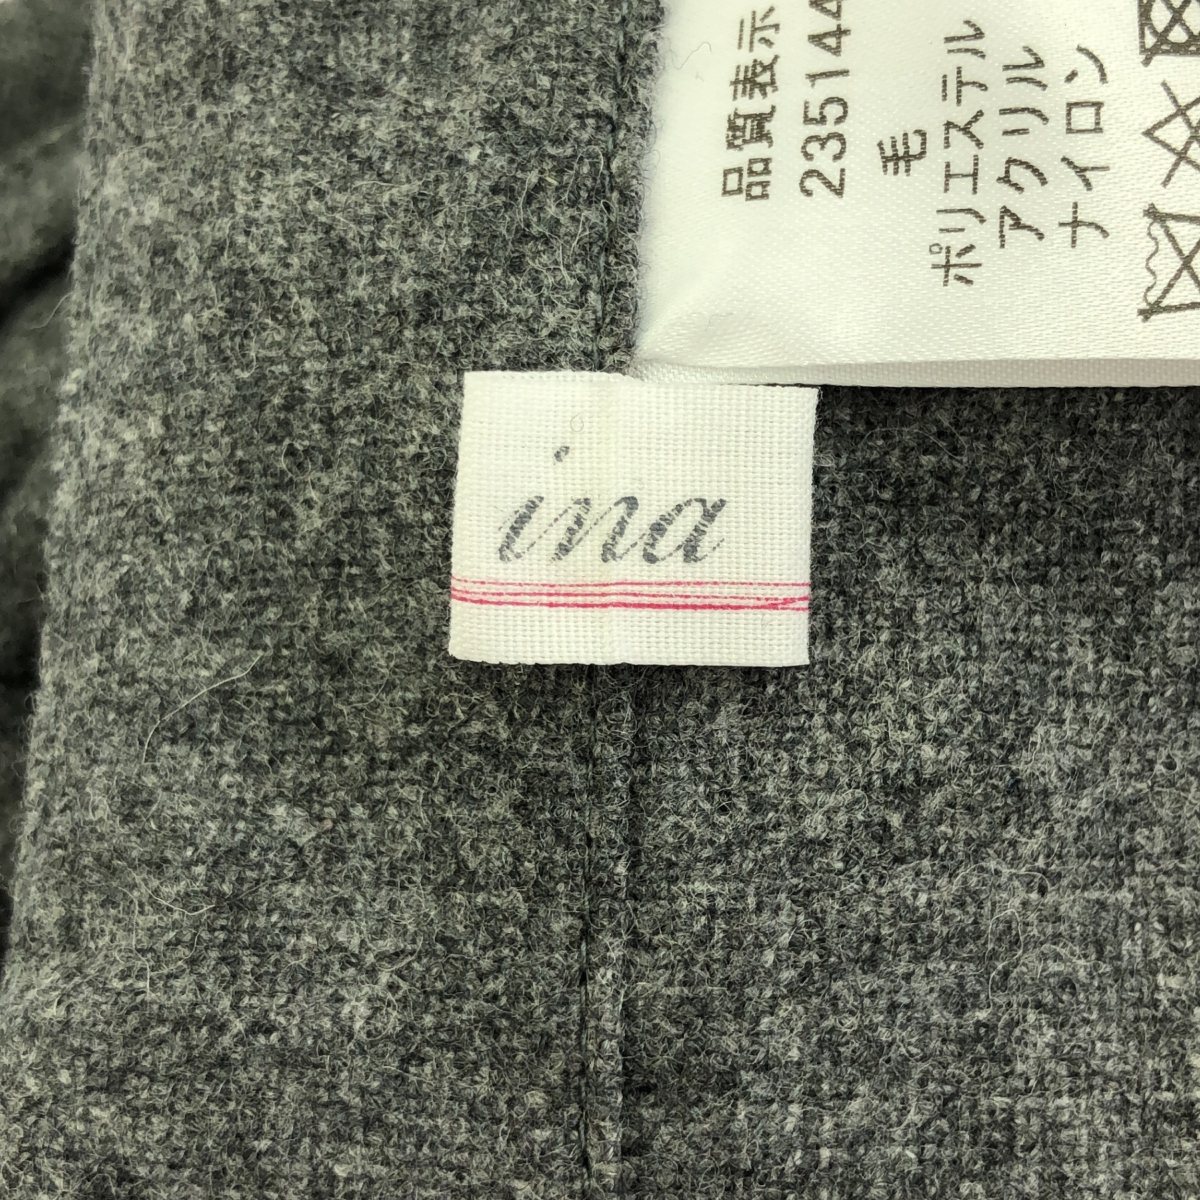 品質表示
235144
毛
ポリエステル
アクリル
ナイロン
ina